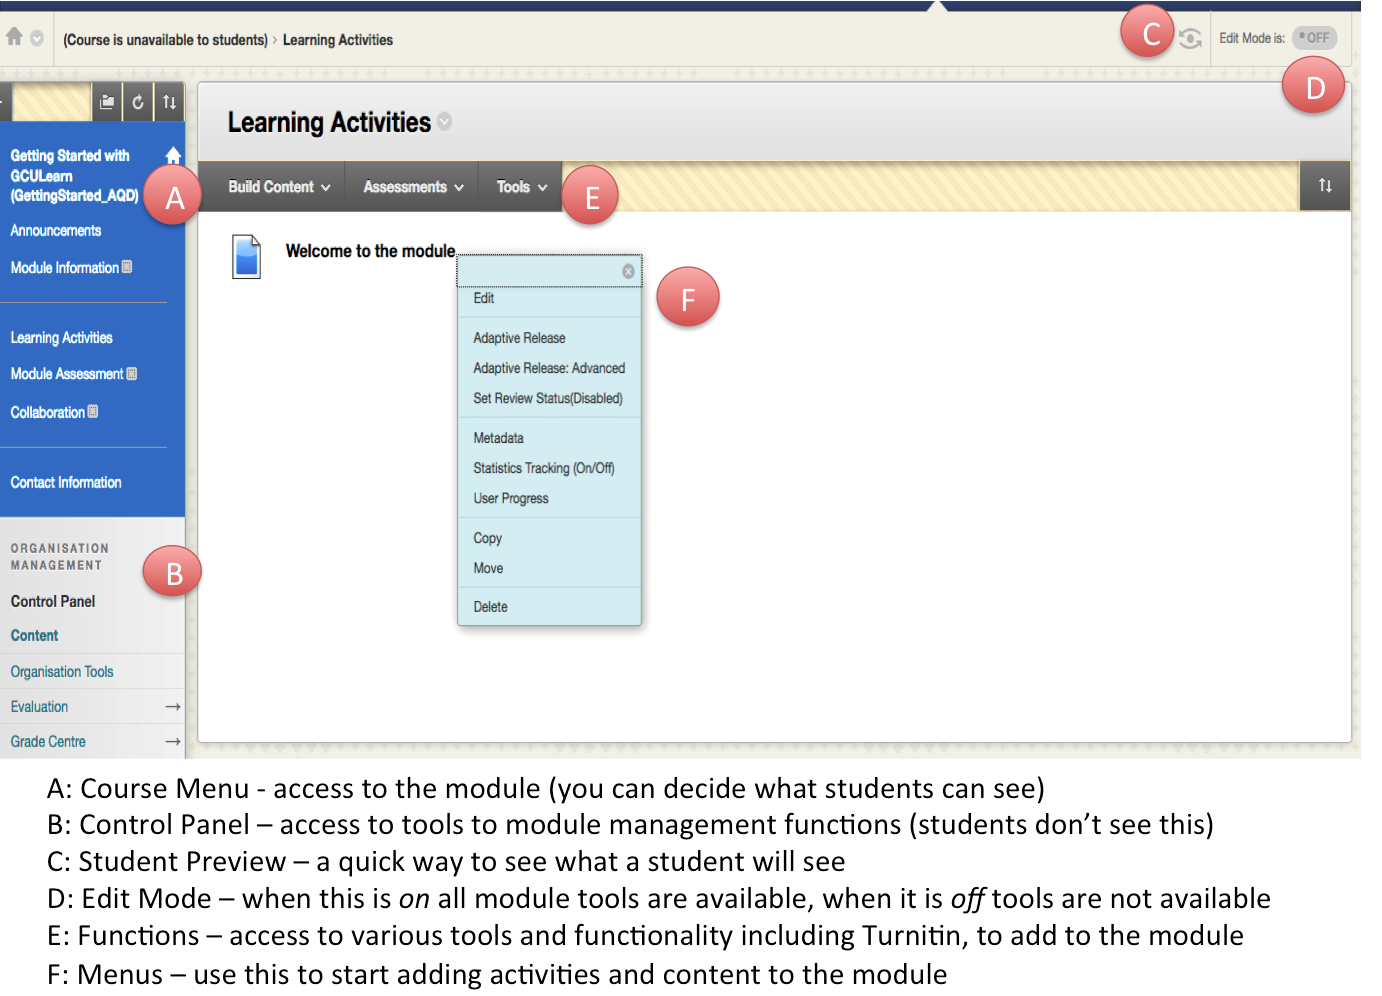 (Course is unavailable to students) > Learning Activities
C
Edit Mode is:
OFF
D
Getting Started with
GCULearn
(GettingStarted_AQD)
A
Announcements
Module Information
Learning Activities
Module Assessment
Collaboration
Contact Information
ORGANISATION
MANAGEMENT
B
Control Panel
Content
Organisation Tools
Evaluation
Grade Centre
Learning Activities
Build Content
Assessments
Tools
E
Welcome to the module
F
Edit
Adaptive Release
Adaptive Release: Advanced
Set Review Status(Disabled)
Metadata
Statistics Tracking (On/Off)
User Progress
Copy
Move
Delete
A: Course Menu - access to the module (you can decide what students can see)
B: Control Panel – access to tools to module management functions (students don’t see this)
C: Student Preview – a quick way to see what a student will see
D: Edit Mode – when this is on all module tools are available, when it is off tools are not available
E: Functions – access to various tools and functionality including Turnitin, to add to the module
F: Menus – use this to start adding activities and content to the module